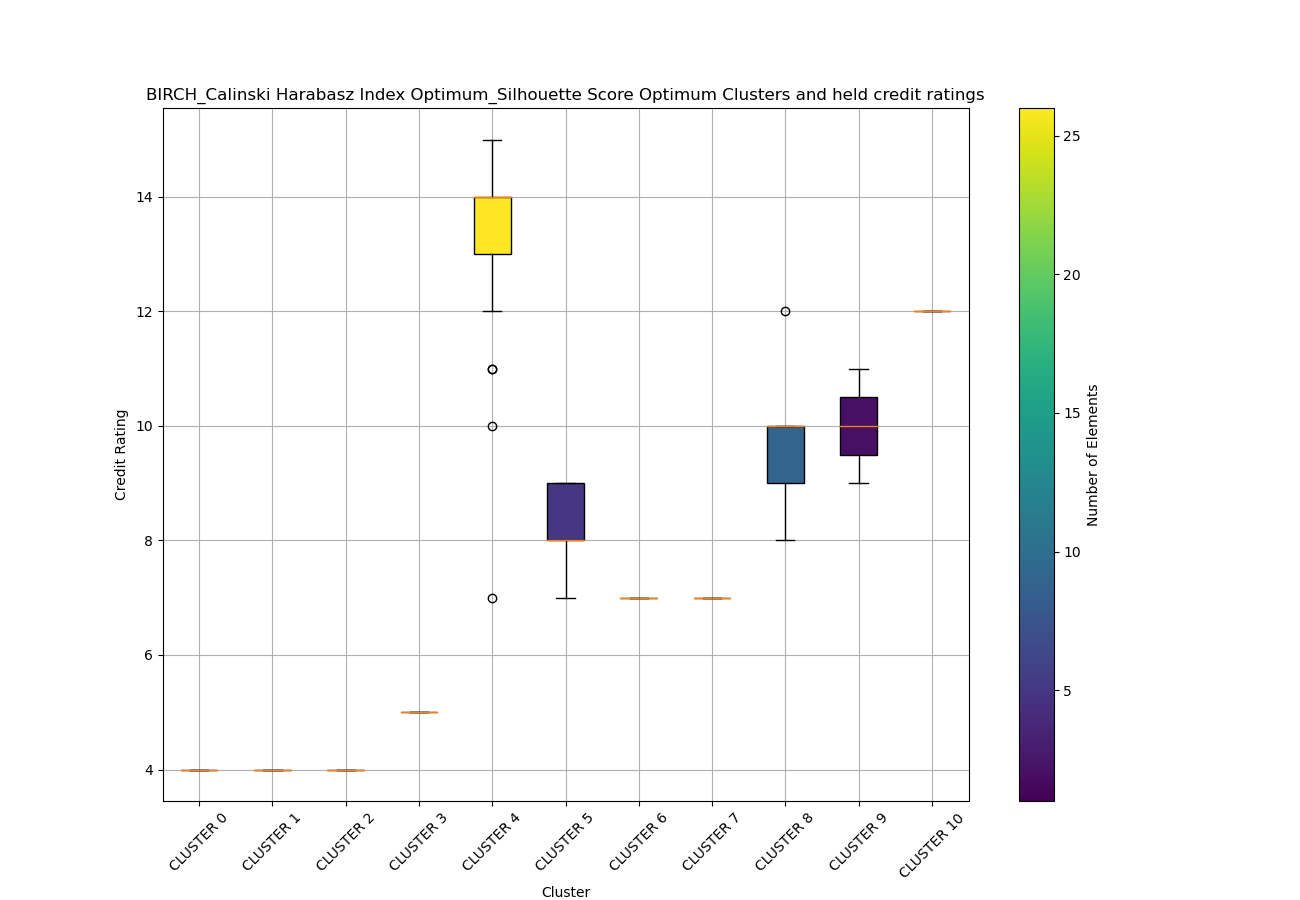 BIRCH_Calinski Harabasz Index Optimum_Silhouette Score Optimum Clusters and held credit ratings
14
12
10
8
6
4
Credit Rating
CLUSTER 0
CLUSTER 1
CLUSTER 2
CLUSTER 3
CLUSTER 4
CLUSTER 5
CLUSTER 6
CLUSTER 7
CLUSTER 8
CLUSTER 9
CLUSTER 10
Cluster
25
20
15
10
5
Number of Elements